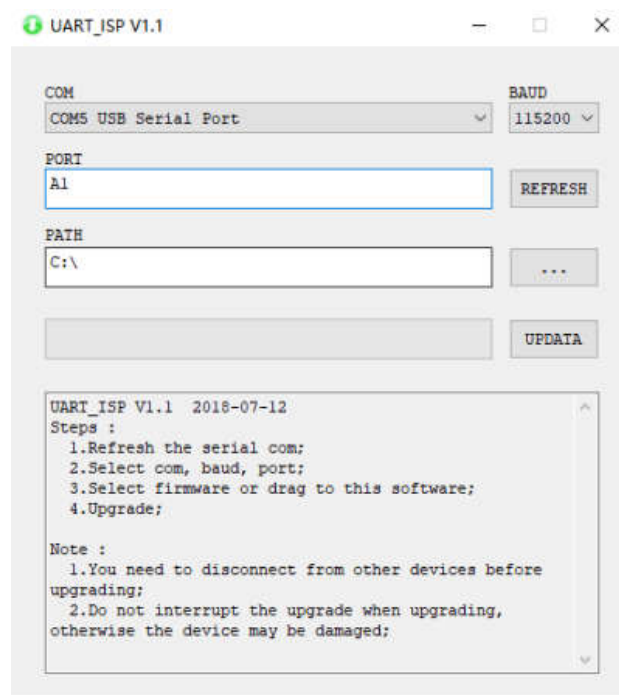 UART_ISP V1.1
COM
BAUD
COM5 USB Serial Port
115200
PORT
A1
REFRESH
PATH
C:\
...
UPDATA
UART_ISP V1.1  2018-07-12
Steps :
  1.Refresh the serial com;
  2.Select com, baud, port;
  3.Select firmware or drag to this software;
  4.Upgrade;
Note :
  1.You need to disconnect from other devices before
upgrading;
  2.Do not interrupt the upgrade when upgrading,
otherwise the device may be damaged;